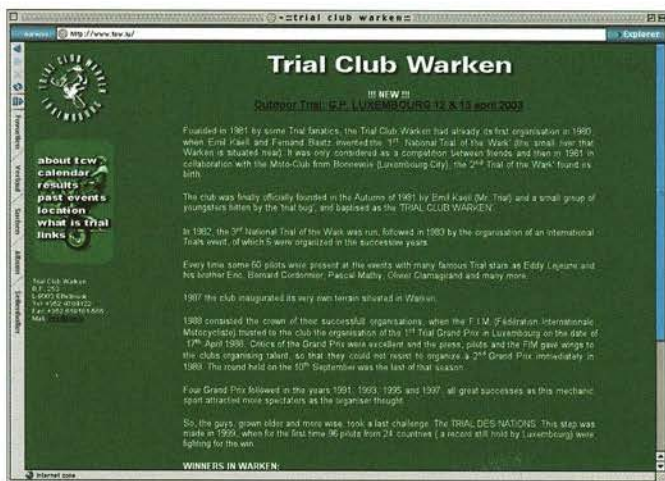 trial club warken
http://www.tcw.lu/
Explorer
Favoriten
Verlauf
Suchen
Album
Seitenhalter
TRIAL CLUB WARKEN
LUXEMBOURG
Trial Club Warken
!!! NEW !!!
Outdoor Trial: G.P. LUXEMBOURG 12 & 13 april 2003
about tcw
calendar
results
past events
location
what is trial
links
Trial Club Warken
B.P. 253
Ettelbruck
Founded in 1981 by some Trial fanatics, the Trial Club Warken had already its first organisation in 1980
when Emil Kaell and Fernand Bastz invented the '1st National Trial of the Wark' (the small river that
Warken is situated near). It was only considered as a competition between friends and then in 1981 in
collaboration with the Moto-Club from Bonnevoie (Luxembourg-City), the 2nd 'Trial of the Wark' found its
birth.
The club was finally officially founded in the Autumn of 1981 by Emil Kaell (Mr. Trial) and a small group of
youngsters bitten by the 'trial bug', and baptised as the 'TRIAL CLUB WARKEN'.
In 1982, the 3rd National Trial of the Wark was run, followed in 1983 by the organisation of an International
Trials event, of which 5 were organized in the successive years.
Every time some 60 pilots were present at the events with many famous Trial stars as Eddy Lejeune and
his brother Eric, Bernard Cordonnier, Pascal Mathy, Olivier Clamagirand and many more.
1987 the club inaugurated its very own terrain situated in Warken.
1988 consisted the crown of their successfull organisations, when the F.I.M. (Fédération Internationale
Motocycliste) trusted to the club the organisation of the 1st Trial Grand Prix in Luxembourg on the date of
17th April 1988. Critics of the Grand Prix were excellent and the press, pilots and the FIM gave wings to
the clubs organising talent, so that they could not resist to organize a 2nd Grand Prix immediately in
1989. The round held on the 10th September was the last of that season.
Four Grand Prix followed in the years 1991, 1993, 1995 and 1997, all great successes as this mechanic
sport attracted more spectators as the organiser thought.
So, the guys, grown older and more wise, took a last challenge. The TRIAL DES NATIONS. This step was
made in 1999, when for the first time 96 pilots from 24 countries ( a record still hold by Luxembourg) were
fighting for the win.
WINNERS IN WARKEN:
Internet zone